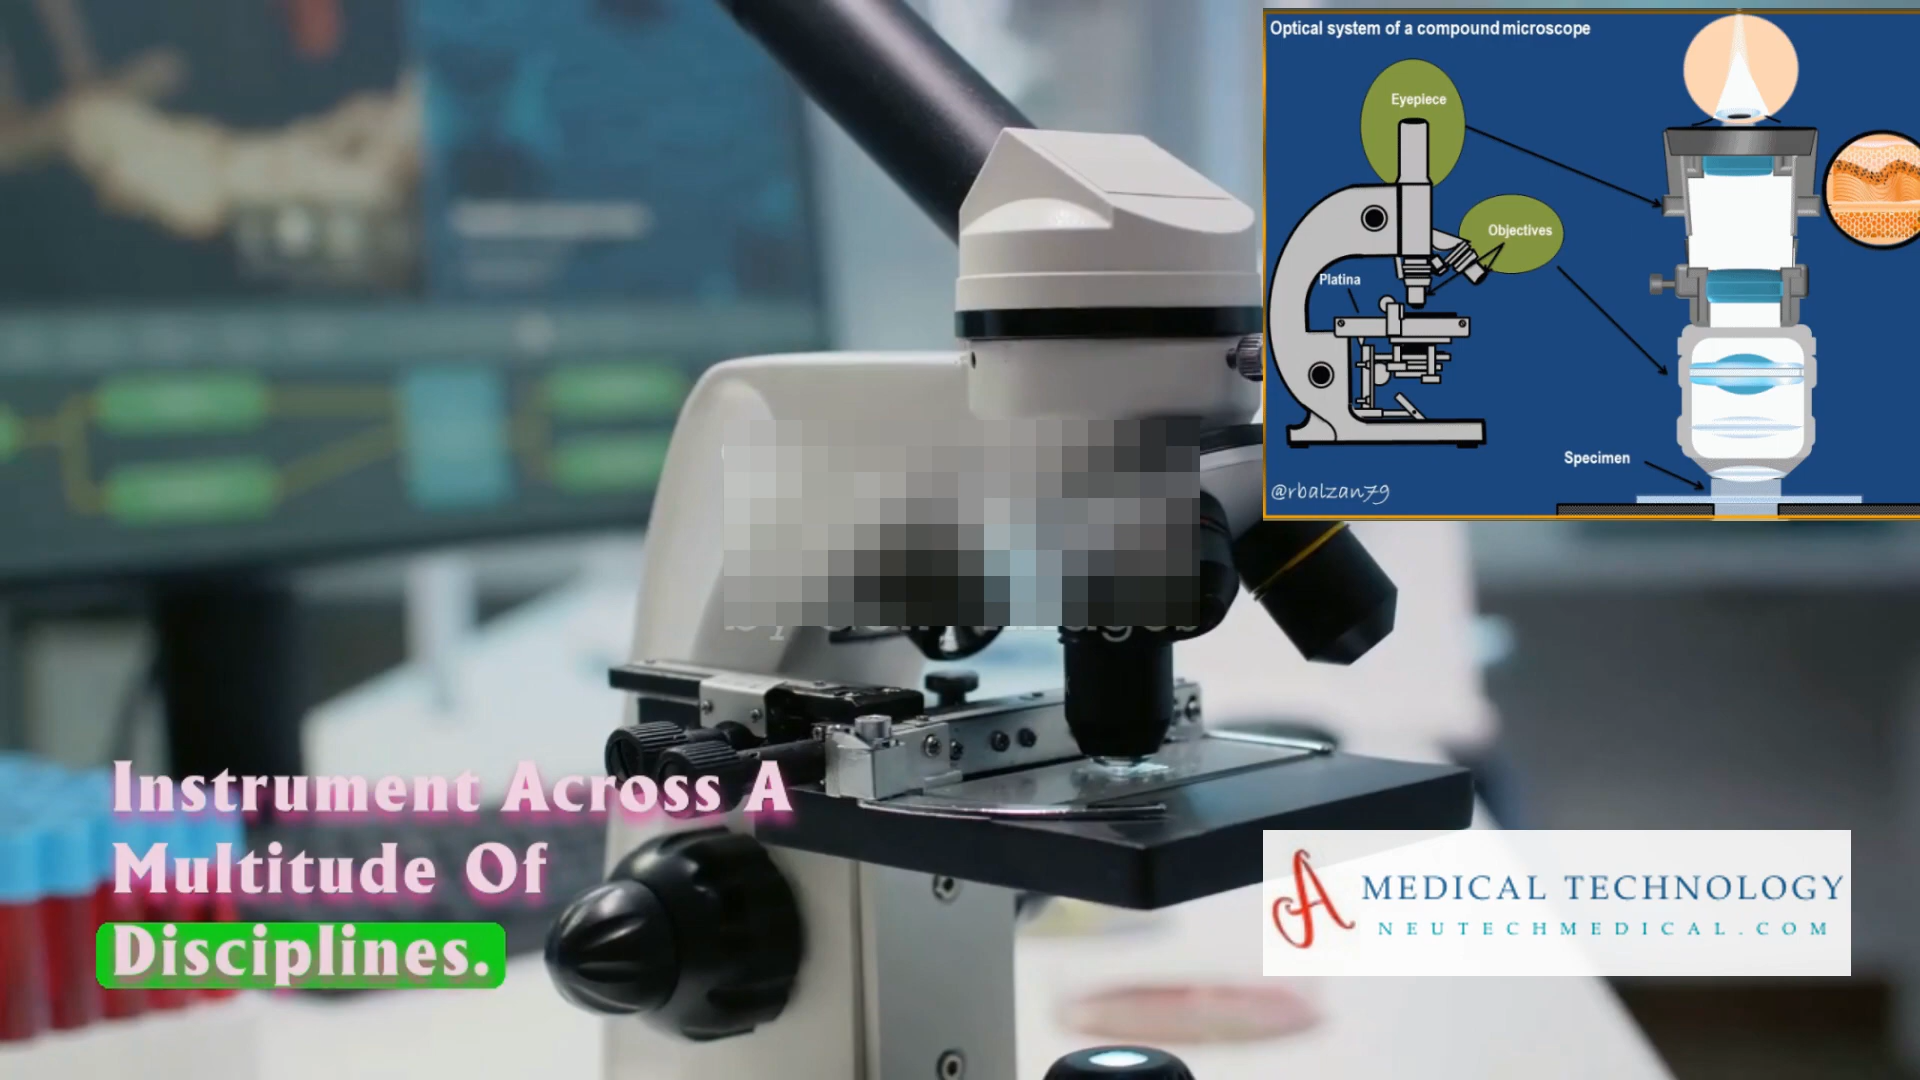 Optical system of a compound microscope
Eyepiece
Objectives
Platina
Specimen
@rbalzan79
Instrument Across A
Multitude Of
Disciplines.
A MEDICAL TECHNOLOGY
NEUTECHMEDICAL.COM